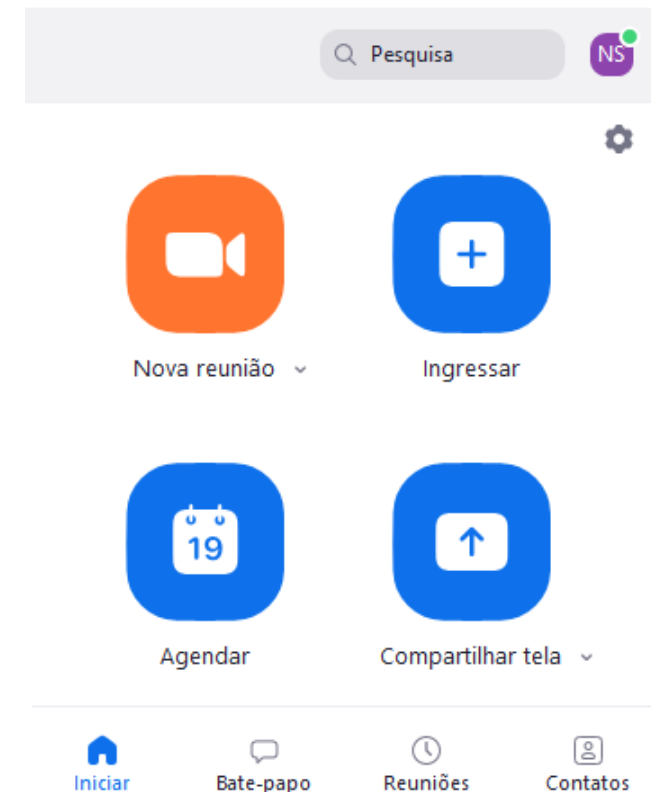 Pesquisa
NS
Nova reunião
Ingressar
19
Agendar
Compartilhar tela
Iniciar
Bate-papo
Reuniões
Contatos